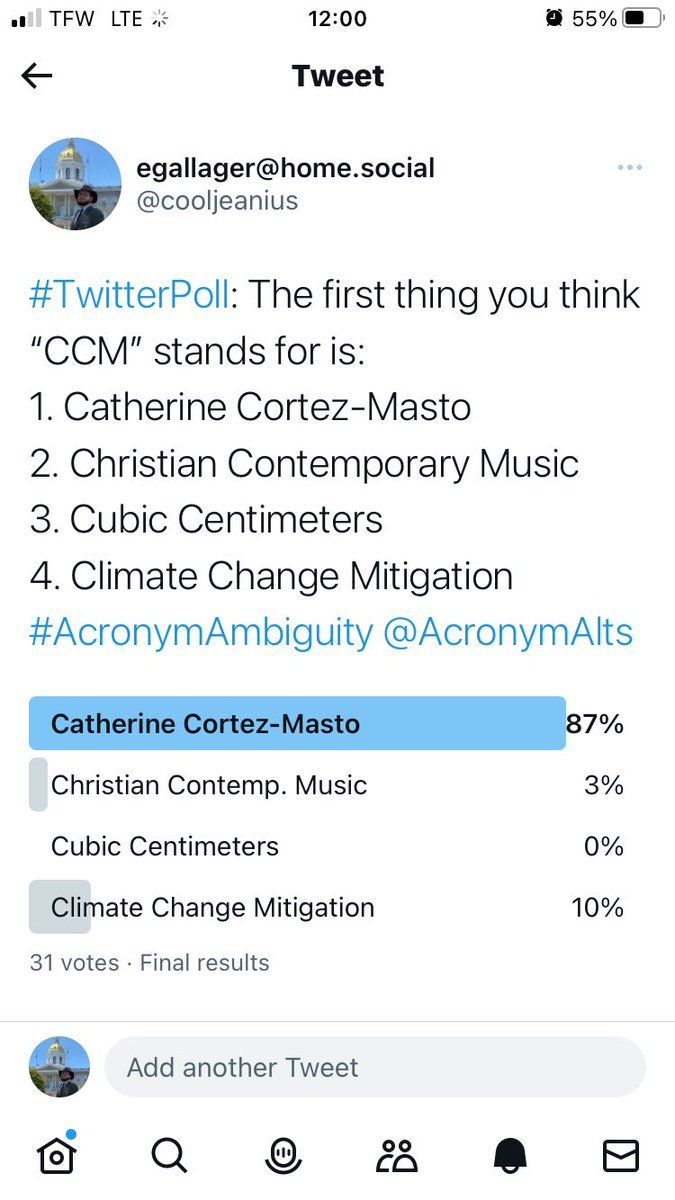 TFW LTE 12:00 55%
Tweet
egallager@home.social
@cooljeanius
#TwitterPoll: The first thing you think
“CCM” stands for is:
1. Catherine Cortez-Masto
2. Christian Contemporary Music
3. Cubic Centimeters
4. Climate Change Mitigation
#AcronymAmbiguity @AcronymAlts
Catherine Cortez-Masto 87%
Christian Contemp. Music 3%
Cubic Centimeters 0%
Climate Change Mitigation 10%
31 votes · Final results
Add another Tweet